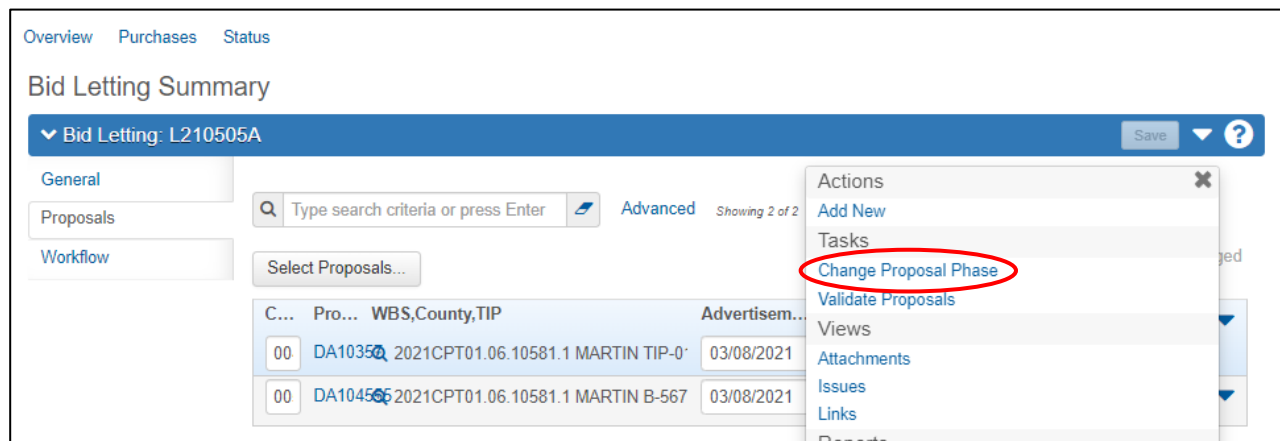 Overview Purchases Status
Bid Letting Summary
Bid Letting: L210505A Save ?
General
Proposals
Workflow
Type search criteria or press Enter Advanced Showing 2 of 2
Select Proposals...
C... Pro... WBS,County,TIP Advertisem...
00 2021CPT01.06.10581.1 MARTIN 03/08/2021
00 2021CPT01.06.10581.1 MARTIN B-567 03/08/2021
Actions
Add New
Tasks
Change Proposal Phase
Validate Proposals
Views
Attachments
Issues
Links